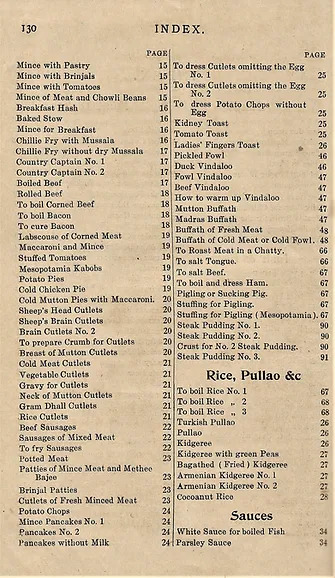 130
INDEX.
PAGE
Mince with Pastry 15
Mince with Brinjals 15
Mince with Tomatoes 15
Mince of Meat and Chowli Beans 15
Breakfast Hash 16
Baked Stew 16
Mince for Breakfast 16
Chillie Fry with Mussala 16
Chillie Fry without dry Mussala 17
Country Captain No. 1 17
Country Captain No. 2 17
Boiled Beef 17
Rolled Beef 18
To boil Corned Beef 18
To boil Bacon 18
To cure Bacon 18
Labscouse of Corned Meat 19
Maccaroni and Mince 19
Stuffed Tomatoes 19
Mesopotamia Kabobs 19
Potato Pies 19
Cold Chicken Pie 19
Cold Mutton Pies with Maccaroni. 20
Sheep's Head Cutlets 20
Sheep's Brain Cutlets 20
Brain Cutlets No. 2 20
To prepare Crumb for Cutlets 20
Breast of Mutton Cutlets 20
Cold Meat Cutlets 21
Vegetable Cutlets 21
Gravy for Cutlets 21
Neck of Mutton Cutlets 21
Gram Dhall Cutlets 21
Rice Cutlets 21
Beef Sausages 22
Sausages of Mixed Meat 22
To fry Sausages 22
Potted Meat 23
Patties of Mince Meat and Methee
Bajee 23
Brinjal Patties 23
Cutlets of Fresh Minced Meat 23
Potato Chops 24
Mince Pancakes No. 1 24
Pancakes No. 2 24
Pancakes without Milk 24
PAGE
To dress Cutlets omitting the Egg
No. 1 25
To dress Cutlets omitting the Egg
No. 2 25
To dress Potato Chops without
Egg 25
Kidney Toast 25
Tomato Toast 25
Ladies' Fingers Toast 26
Pickled Fowl 46
Duck Vindaloo 46
Fowl Vindaloo 47
Beef Vindaloo 47
How to warm up Vindaloo 47
Mutton Buffath 47
Madras Buffath 47
Buffath of Fresh Meat 48
Buffath of Cold Meat or Cold Fowl. 48
To Roast Meat in a Chatty. 66
To salt Tongue. 66
To salt Beef. 67
To boil and dress Ham. 67
Pigling or Sucking Pig. 67
Stuffing for Pigling. 67
Stuffing for Pigling ( Mesopotamia). 67
Steak Pudding No. 1. 90
Steak Pudding No. 2. 90
Crust for No. 2 Steak Pudding. 90
Steak Pudding No. 3. 90
Rice, Pullao &c
To boil Rice No. 1 67
To boil Rice „ 2 68
To boil Rice „ 3 68
Turkish Pullao 26
Pullao 26
Kidgeree 26
Kidgeree with green Peas 27
Bagathed ( Fried ) Kidgeree 27
Armenian Kidgeree No. 1 27
Armenian Kidgeree No. 2 27
Cocoanut Rice 28
Sauces
White Sauce for boiled Fish 34
Parsley Sauce 34